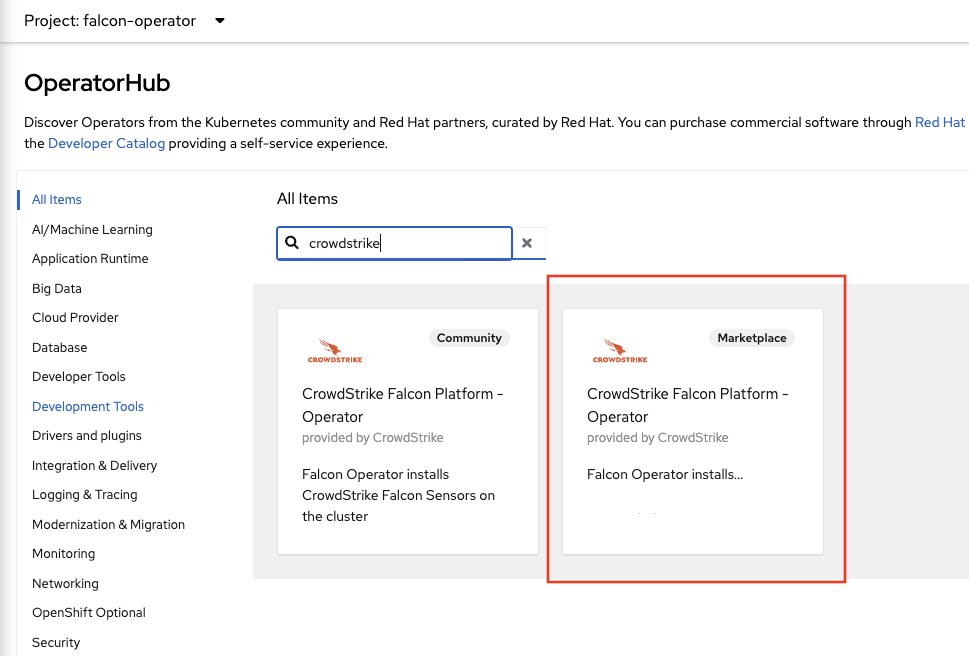 Project: falcon-operator
OperatorHub
Discover Operators from the Kubernetes community and Red Hat partners, curated by Red Hat. You can purchase commercial software through Red Hat
the Developer Catalog providing a self-service experience.
All Items
AI/Machine Learning
Application Runtime
Big Data
Cloud Provider
Database
Developer Tools
Development Tools
Drivers and plugins
Integration & Delivery
Logging & Tracing
Modernization & Migration
Monitoring
Networking
OpenShift Optional
Security
All Items
crowdstrike
CROWDSTRIKE
Community
CrowdStrike Falcon Platform -
Operator
provided by CrowdStrike
Falcon Operator installs
CrowdStrike Falcon Sensors on
the cluster
CROWDSTRIKE
Marketplace
CrowdStrike Falcon Platform -
Operator
provided by CrowdStrike
Falcon Operator installs...